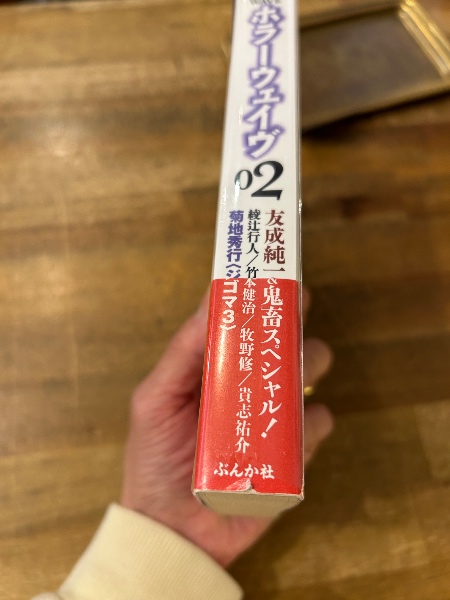 ホラーウェイヴ
02
友成純一&鬼畜スペシャル!
綾辻行人/竹本健治/牧野修/貴志祐介
菊地秀行〈ジゴマ3〉
ぶんか社